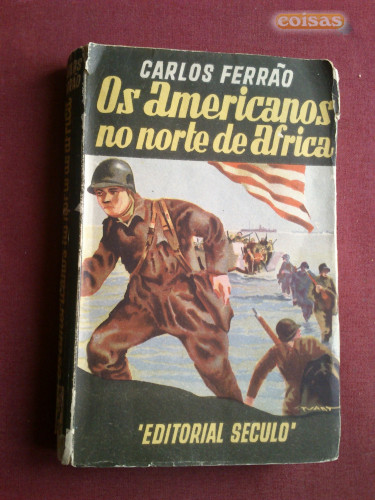 coisas
CARLOS FERRÃO
Os americanos
no norte de africa
"EDITORIAL SECULO"